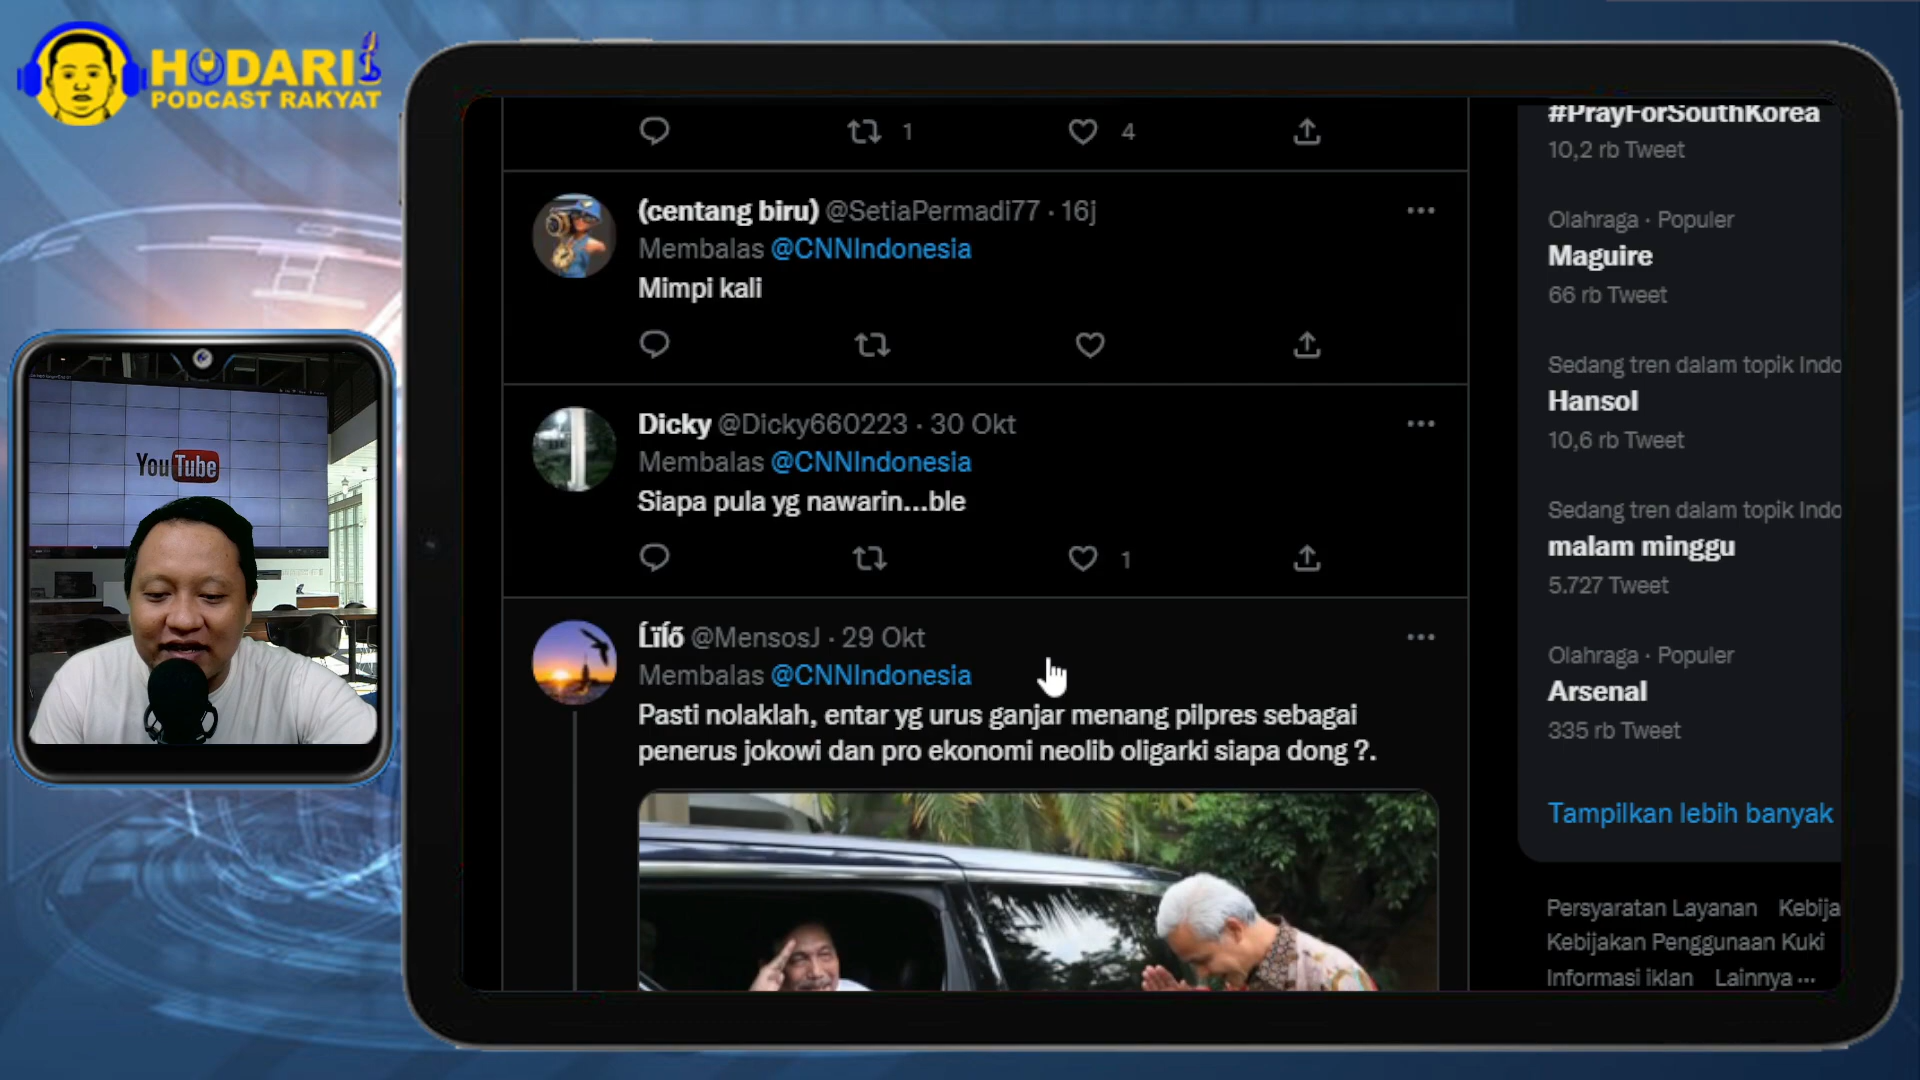 HODARI
PODCAST RAKYAT
YouTube
1
4
(centang biru) @SetiaPermadi77 · 16j
Membalas @CNNIndonesia
Mimpi kali
Dicky @Dicky660223 · 30 Okt
Membalas @CNNIndonesia
Siapa pula yg nawarin...ble
1
Ĺïĺő @MensosJ · 29 Okt
Membalas @CNNIndonesia
Pasti nolaklah, entar yg urus ganjar menang pilpres sebagai
penerus jokowi dan pro ekonomi neolib oligarki siapa dong ?.
#PrayForSouthKorea
10,2 rb Tweet
Olahraga · Populer
Maguire
66 rb Tweet
Sedang tren dalam topik Indo
Hansol
10,6 rb Tweet
Sedang tren dalam topik Indo
malam minggu
5.727 Tweet
Olahraga · Populer
Arsenal
335 rb Tweet
Tampilkan lebih banyak
Persyaratan Layanan Kebija
Kebijakan Penggunaan Kuki
Informasi iklan Lainnya ···